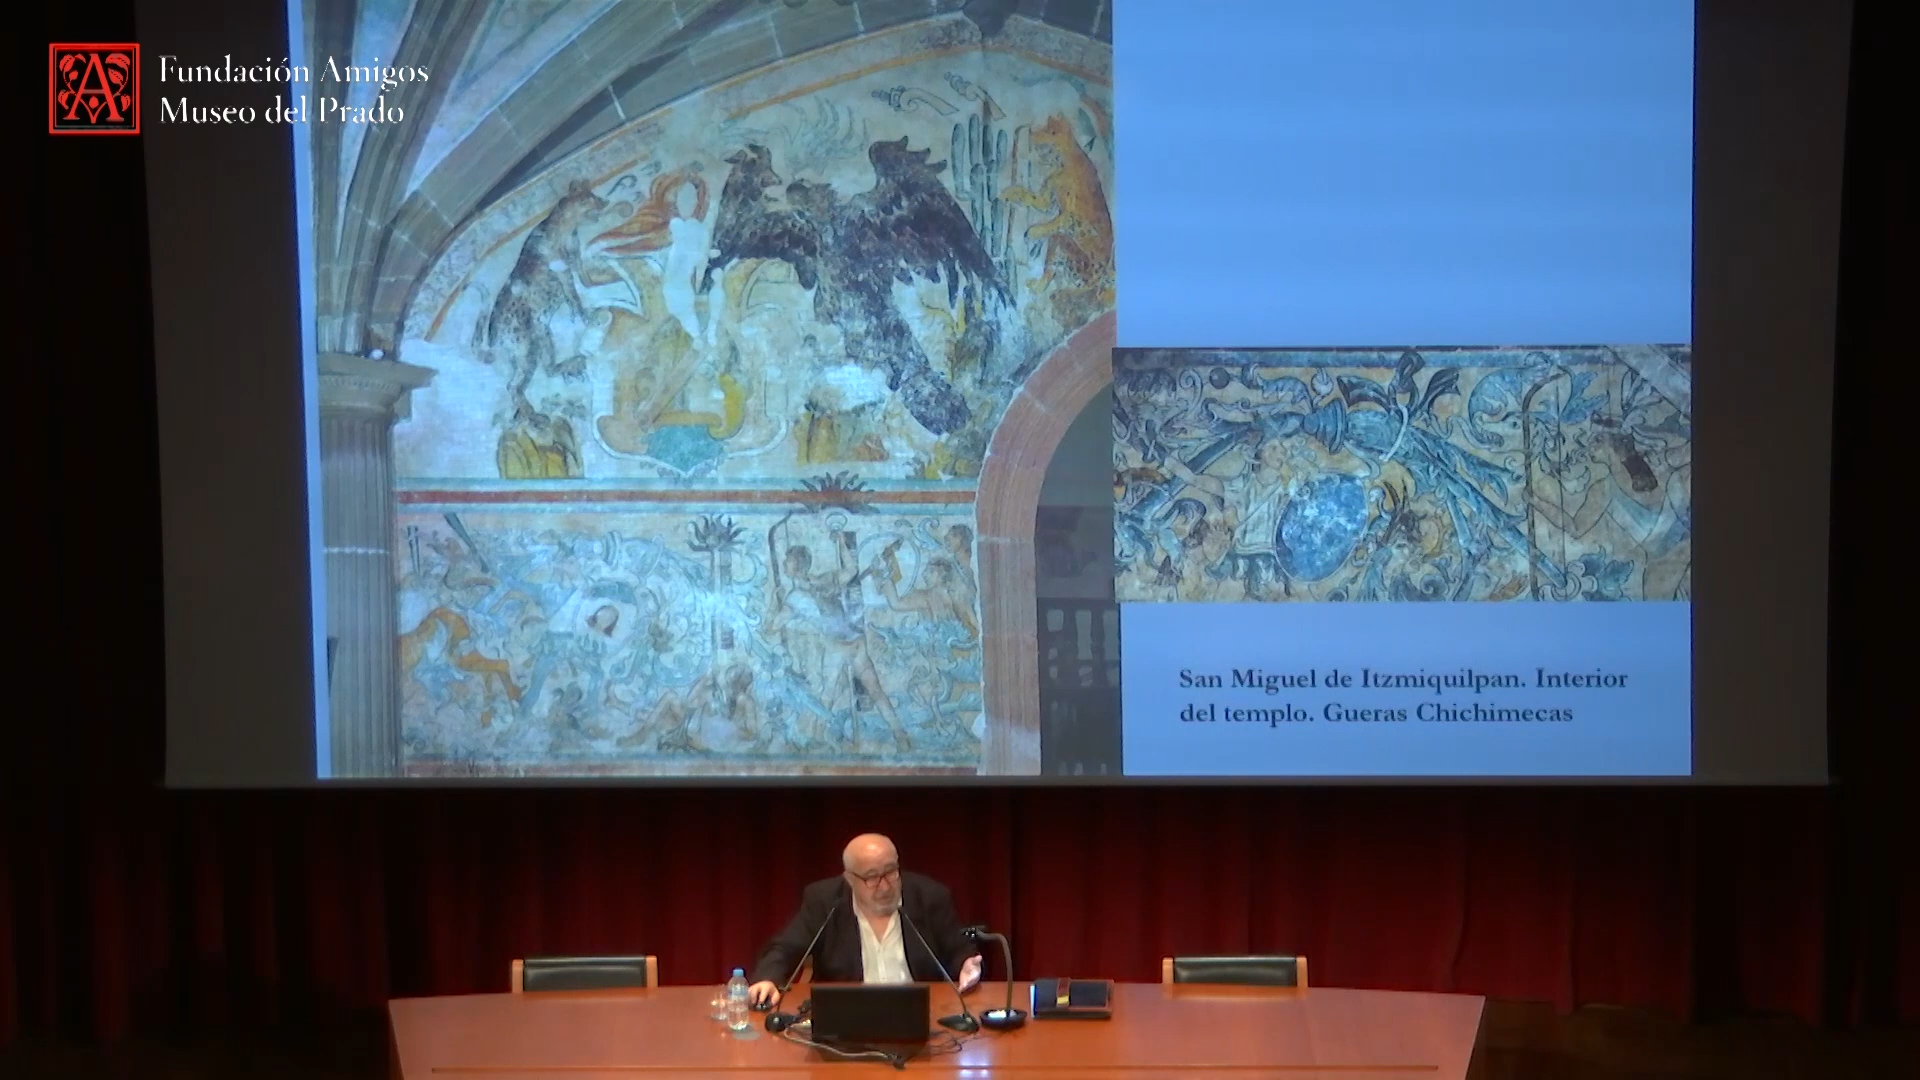 Fundación Amigos
Museo del Prado
San Miguel de Itzmiquilpan. Interior
del templo. Gueras Chichimecas